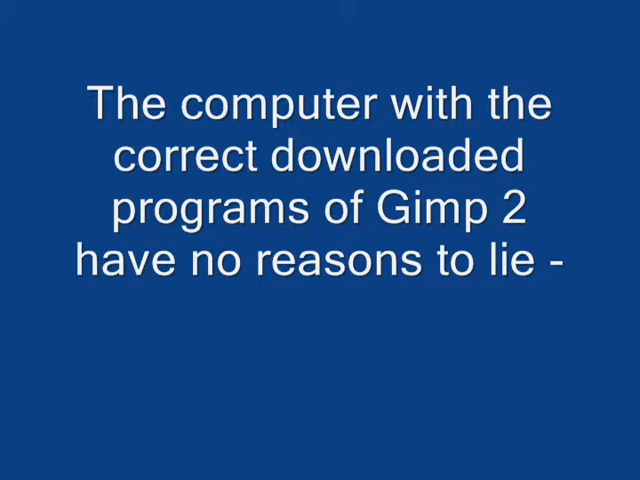 The computer with the
correct downloaded
programs of Gimp 2
have no reasons to lie -